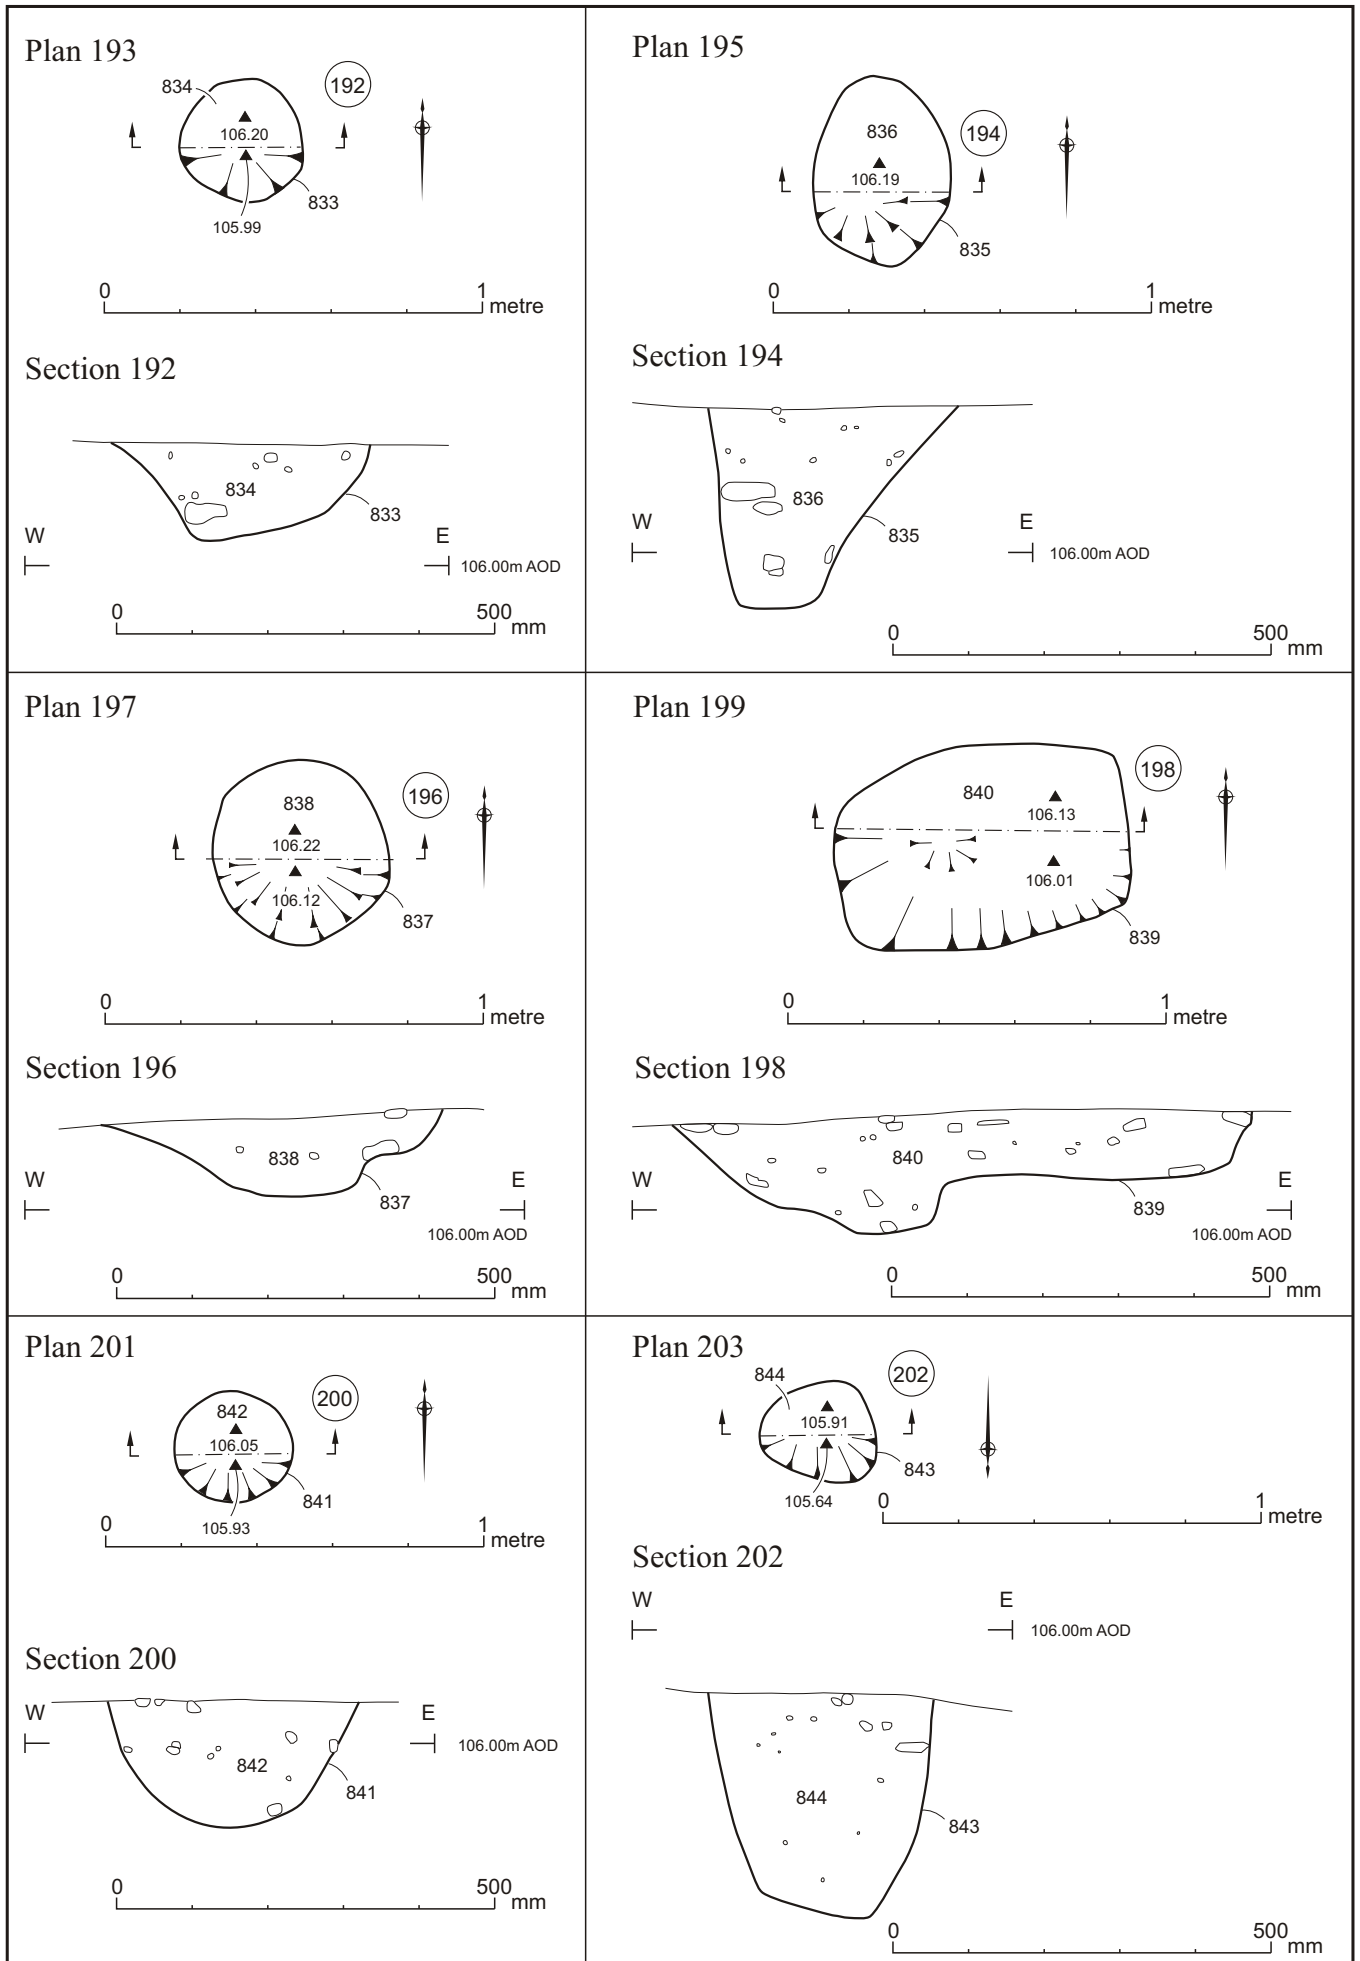 Plan 193
834
192
106.20
833
105.99
0 1 metre
Section 192
834
833
W E
106.00m AOD
0 500 mm
Plan 195
836
194
106.19
835
0 1 metre
Section 194
836
835
W E
106.00m AOD
0 500 mm
Plan 197
838
196
106.22
106.12
837
0 1 metre
Section 196
838
837
W E
106.00m AOD
0 500 mm
Plan 199
840
198
106.13
106.01
839
0 1 metre
Section 198
840
839
W E
106.00m AOD
0 500 mm
Plan 201
842
200
106.05
841
105.93
0 1 metre
Section 200
W E
106.00m AOD
842
841
0 500 mm
Plan 203
844
202
105.91
843
105.64
0 1 metre
Section 202
W E
106.00m AOD
844
843
0 500 mm